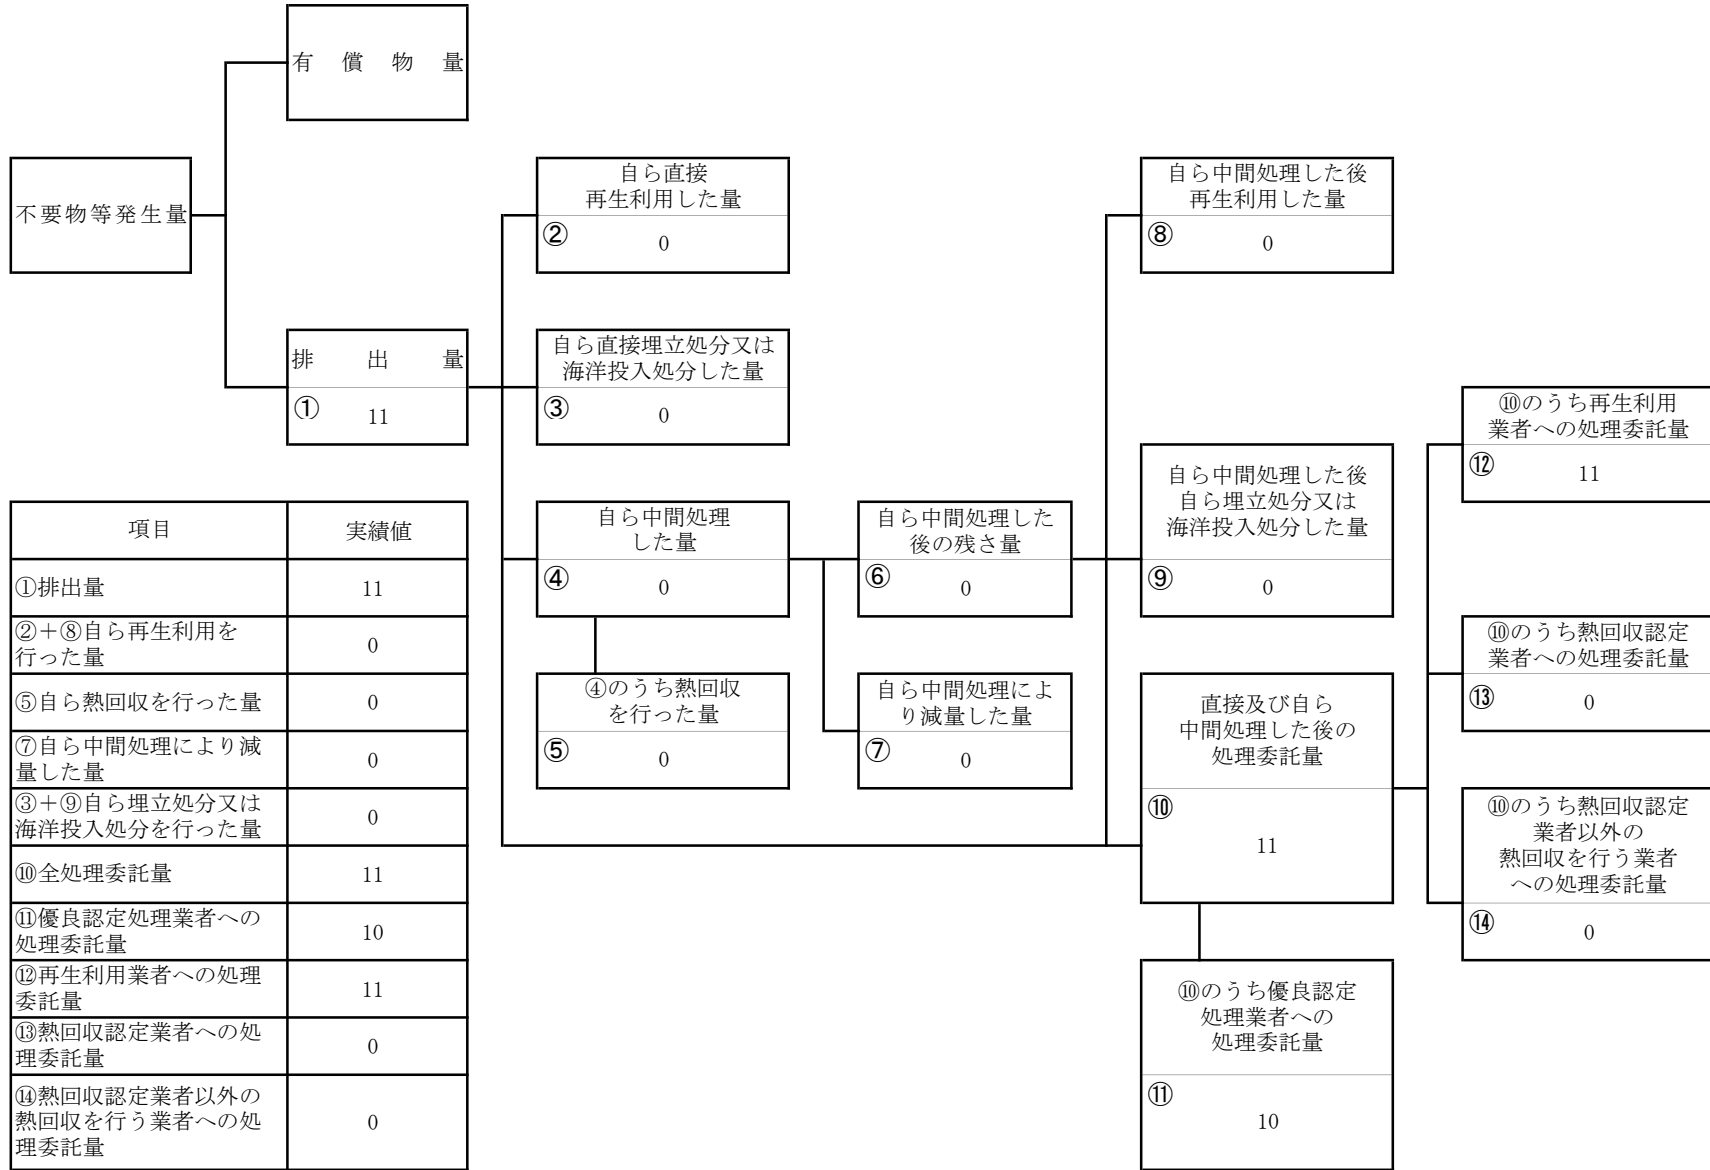 有償物量
不要物等発生量
排出量
① 11
自ら直接
再生利用した量
② 0
自ら直接埋立処分又は
海洋投入処分した量
③ 0
自ら中間処理
した量
④ 0
④のうち熱回収
を行った量
⑤ 0
自ら中間処理した
後の残さ量
⑥ 0
自ら中間処理によ
り減量した量
⑦ 0
自ら中間処理した後
再生利用した量
⑧ 0
自ら中間処理した後
自ら埋立処分又は
海洋投入処分した量
⑨ 0
直接及び自ら
中間処理した後の
処理委託量
⑩
11
⑩のうち優良認定
処理業者への
処理委託量
⑪
10
⑩のうち再生利用
業者への処理委託量
⑫ 11
⑩のうち熱回収認定
業者への処理委託量
⑬ 0
⑩のうち熱回収認定
業者以外の
熱回収を行う業者
への処理委託量
⑭ 0
項目 実績値
①排出量 11
②+⑧自ら再生利用を
行った量 0
⑤自ら熱回収を行った量 0
⑦自ら中間処理により減
量した量 0
③+⑨自ら埋立処分又は
海洋投入処分を行った量 0
⑩全処理委託量 11
⑪優良認定処理業者への
処理委託量 10
⑫再生利用業者への処理
委託量 11
⑬熱回収認定業者への処
理委託量 0
⑭熱回収認定業者以外の
熱回収を行う業者への処
理委託量 0